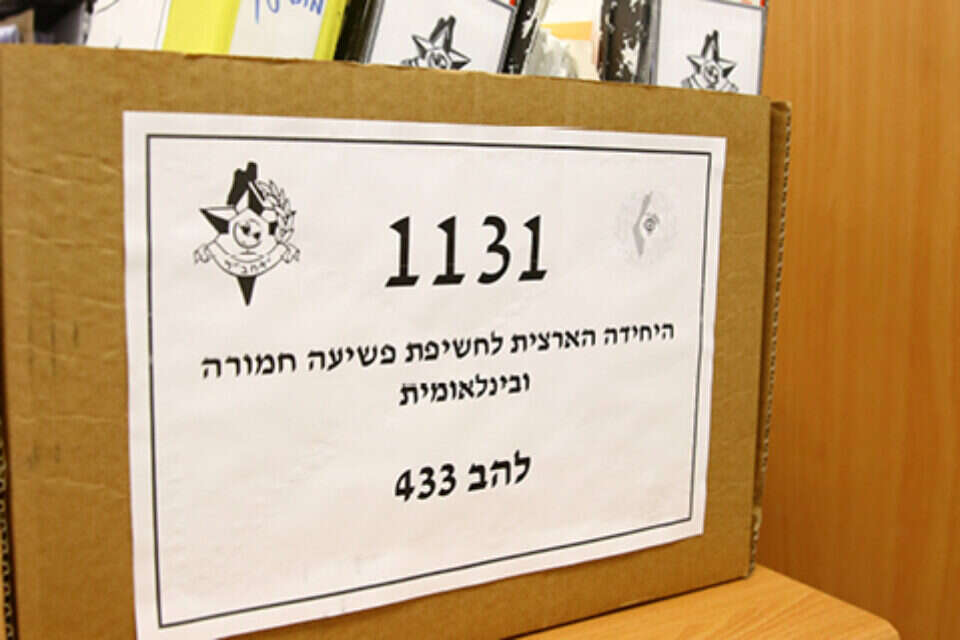 1131
היחידה הארצית לחשיפת פשיעה חמורה
ובינלאומית
להב 433